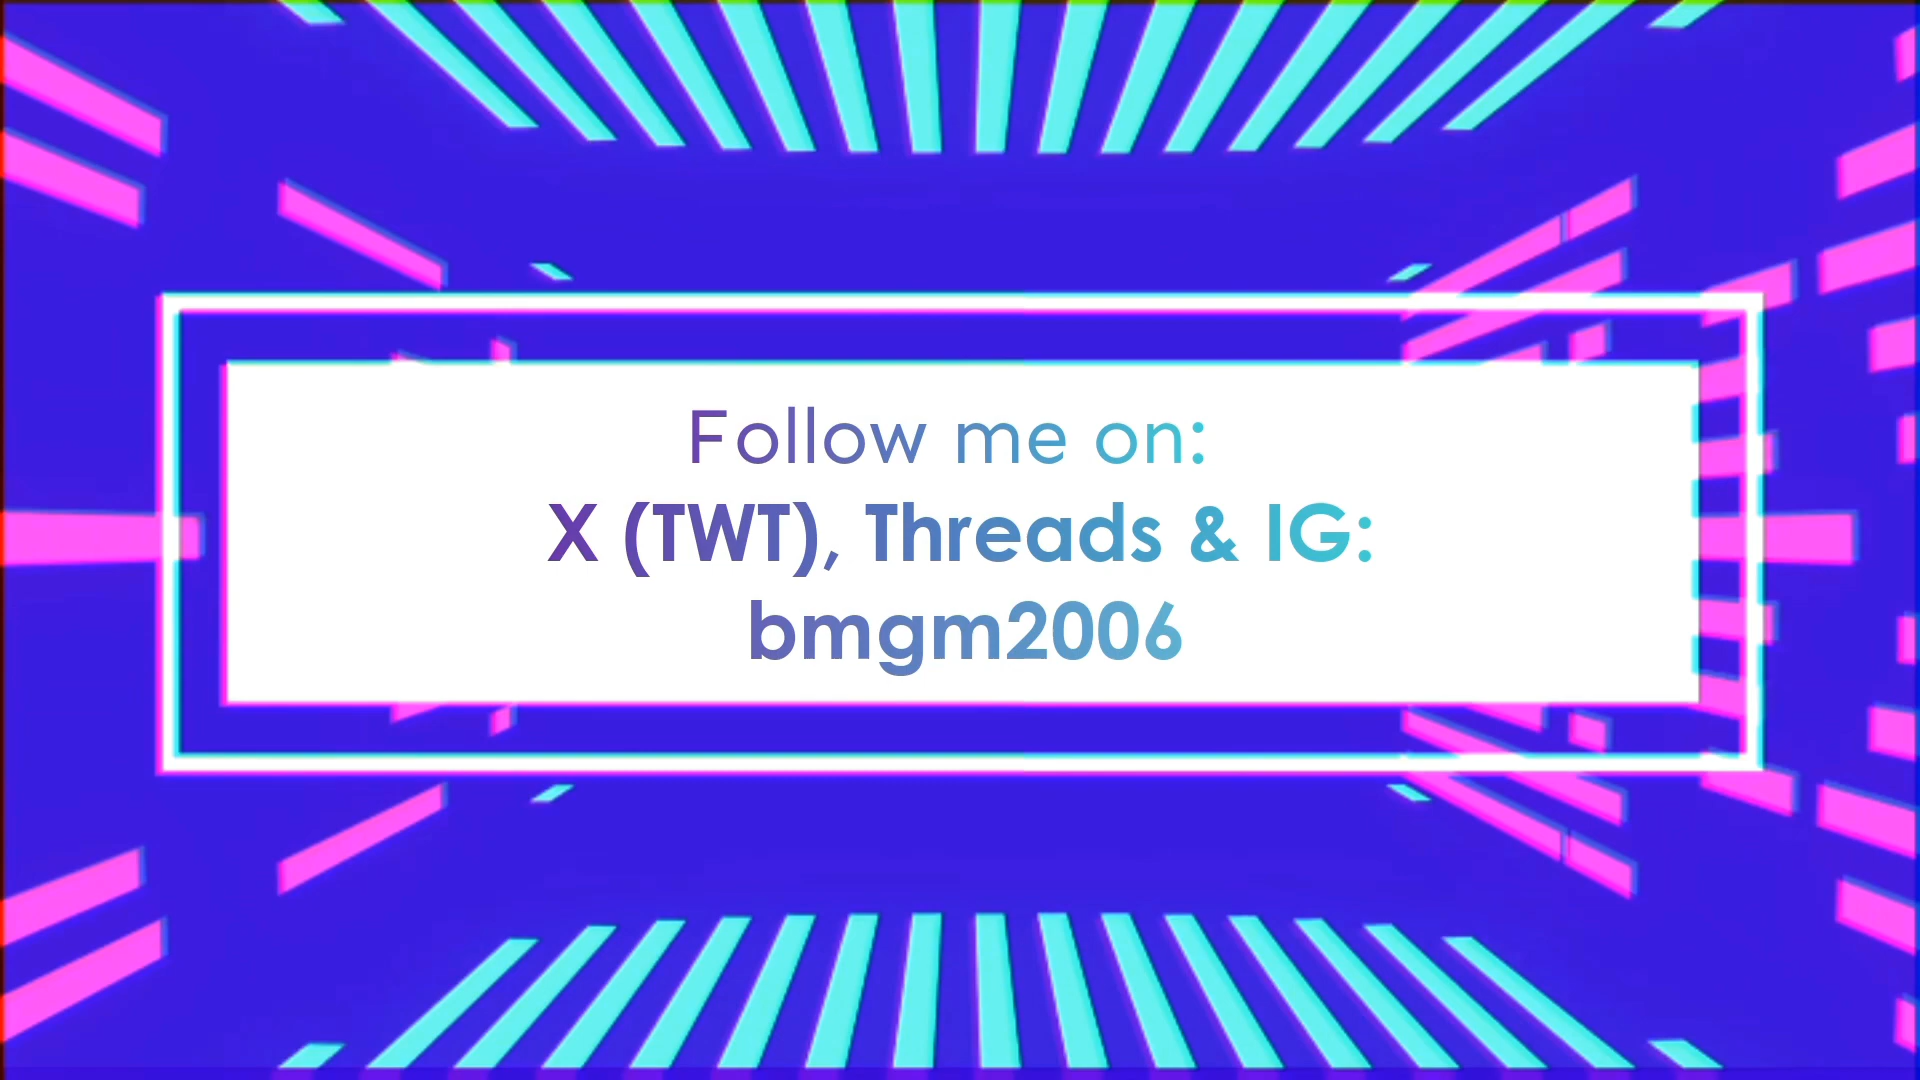 Follow me on:
X (TWT), Threads & IG:
bmgm2006